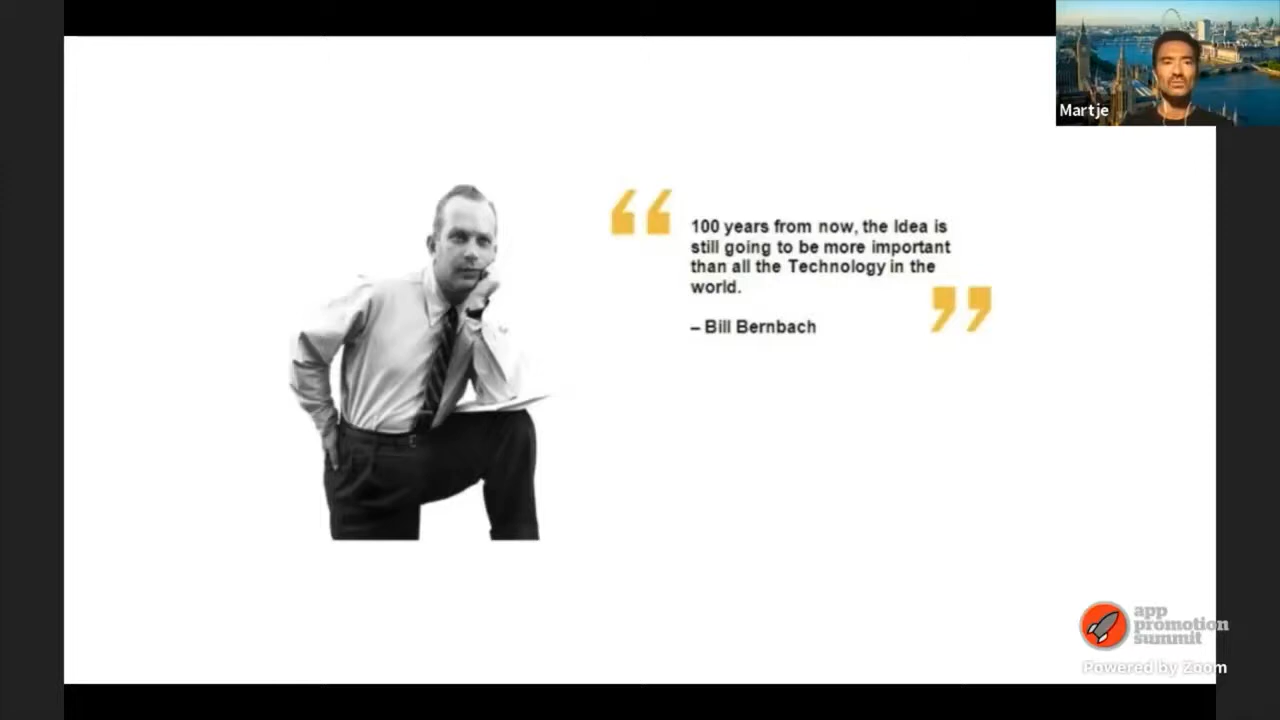 Martje
“
100 years from now, the Idea is
still going to be more important
than all the Technology in the
world.
”
– Bill Bernbach
app
promotion
summit
Powered by Zoom